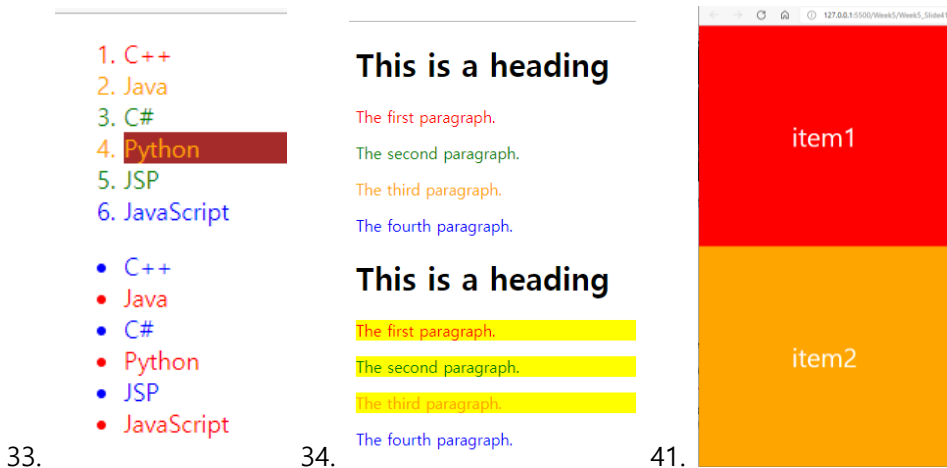 1. C++
2. Java
3. C#
4. Python
5. JSP
6. JavaScript
• C++
• Java
• C#
• Python
• JSP
• JavaScript
33.
This is a heading
The first paragraph.
The second paragraph.
The third paragraph.
The fourth paragraph.
This is a heading
The first paragraph.
The second paragraph.
The third paragraph.
The fourth paragraph.
34.
127.0.0.1:5500/Week5/Week5_Slide41
item1
item2
41.